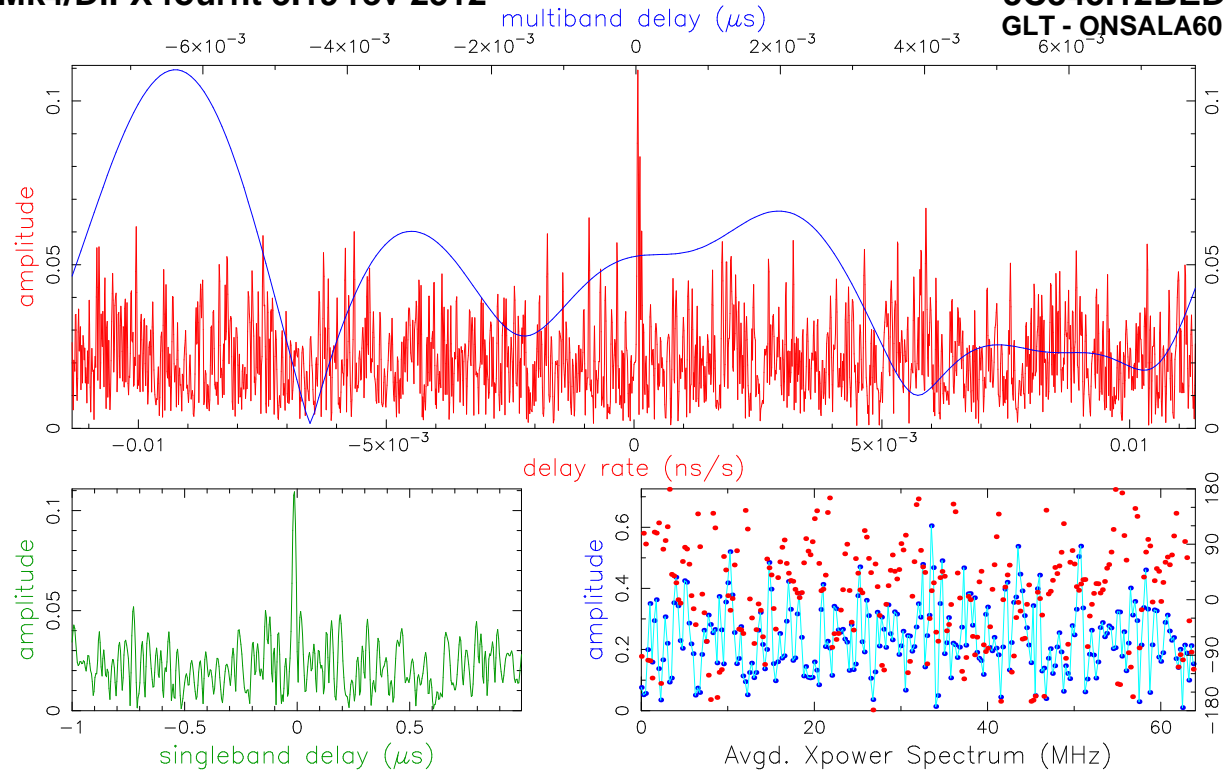 GLT - ONSALA60
multiband delay (μs)
−6×10⁻³ −4×10⁻³ −2×10⁻³ 0 2×10⁻³ 4×10⁻³ 6×10⁻³
amplitude
0 0.05 0.1
0 0.05 0.1
−0.01 −5×10⁻³ 0 5×10⁻³ 0.01
delay rate (ns/s)
amplitude
0 0.05 0.1
−1 −0.5 0 0.5
singleband delay (μs)
amplitude
0 0.2 0.4 0.6
−180 −90 0 90 180
0 20 40 60
Avgd. Xpower Spectrum (MHz)